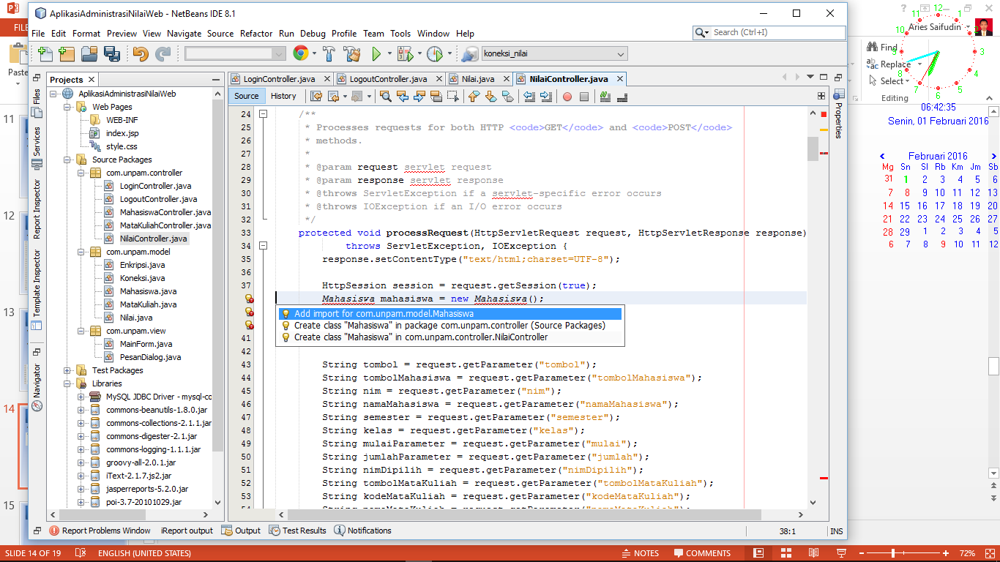 AplikasiAdministrasiNilaiWeb - NetBeans IDE 8.1
File Edit Format Preview View Navigate Source Refactor Run Debug Profile Team Tools Window Help
Search (Ctrl+I)
koneksi_nilai
Projects
LoginController.java LogoutController.java Nilai.java NilaiController.java
Source History
Files
Services
Report Inspector
Template Inspector
Navigator
AplikasiAdministrasiNilaiWeb
Web Pages
WEB-INF
index.jsp
style.css
Source Packages
com.unpam.controller
LoginController.java
LogoutController.java
MahasiswaController.java
MataKuliahController.java
NilaiController.java
com.unpam.model
Enkripsi.java
Koneksi.java
Mahasiswa.java
MataKuliah.java
Nilai.java
com.unpam.view
MainForm.java
PesanDialog.java
Test Packages
Libraries
MySQL JDBC Driver - mysql-co
commons-beanutils-1.8.0.jar
commons-collections-2.1.1.jar
commons-digester-2.1.jar
commons-logging-1.1.1.jar
groovy-all-2.0.1.jar
iText-2.1.7.js2.jar
jasperreports-5.2.0.jar
poi-3.7-20101029.jar
24 /**
25 * Processes requests for both HTTP <code>GET</code> and <code>POST</code>
26 * methods.
27 *
28 * @param request servlet request
29 * @param response servlet response
30 * @throws ServletException if a servlet-specific error occurs
31 * @throws IOException if an I/O error occurs
32 */
33 protected void processRequest(HttpServletRequest request, HttpServletResponse response)
34 throws ServletException, IOException {
35 response.setContentType("text/html;charset=UTF-8");
36
37 HttpSession session = request.getSession(true);
Mahasiswa mahasiswa = new Mahasiswa();
Add import for com.unpam.model.Mahasiswa
Create class "Mahasiswa" in package com.unpam.controller (Source Packages)
Create class "Mahasiswa" in com.unpam.controller.NilaiController
41
42
43 String tombol = request.getParameter("tombol");
44 String tombolMahasiswa = request.getParameter("tombolMahasiswa");
45 String nim = request.getParameter("nim");
46 String namaMahasiswa = request.getParameter("namaMahasiswa");
47 String semester = request.getParameter("semester");
48 String kelas = request.getParameter("kelas");
49 String mulaiParameter = request.getParameter("mulai");
50 String jumlahParameter = request.getParameter("jumlah");
51 String nimDipilih = request.getParameter("nimDipilih");
52 String tombolMataKuliah = request.getParameter("tombolMataKuliah");
53 String kodeMataKuliah = request.getParameter("kodeMataKuliah");
Properties
Report Problems Window iReport output Output Test Results Notifications
38:1 INS
FILE
Paste
11
12
13
14
15
Aries Saifudin
Find
Replace
Select
Editing
12
1
2
3
4
5
6
7
8
9
10
11
06:42:35
Senin, 01 Februari 2016
Februari 2016
Mg Sn Sl Rb Km Jm Sb
31 1 2 3 4 5 6
7 8 9 10 11 12 13
14 15 16 17 18 19 20
21 22 23 24 25 26 27
28 29 1 2 3 4 5
6 7 8 9 10 11 12
SLIDE 14 OF 19 ENGLISH (UNITED STATES) NOTES COMMENTS 72%